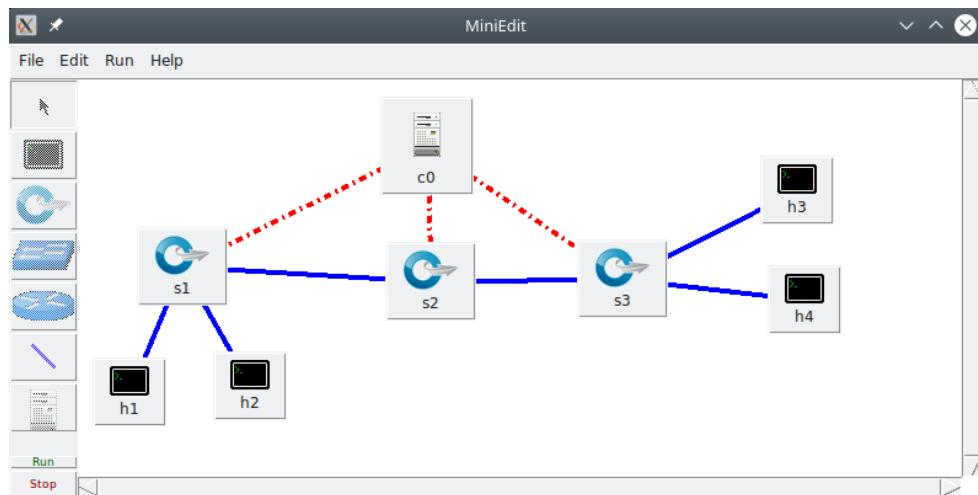 MiniEdit
File Edit Run Help
c0
h3
s1
s2
s3
h4
h1
h2
Run
Stop